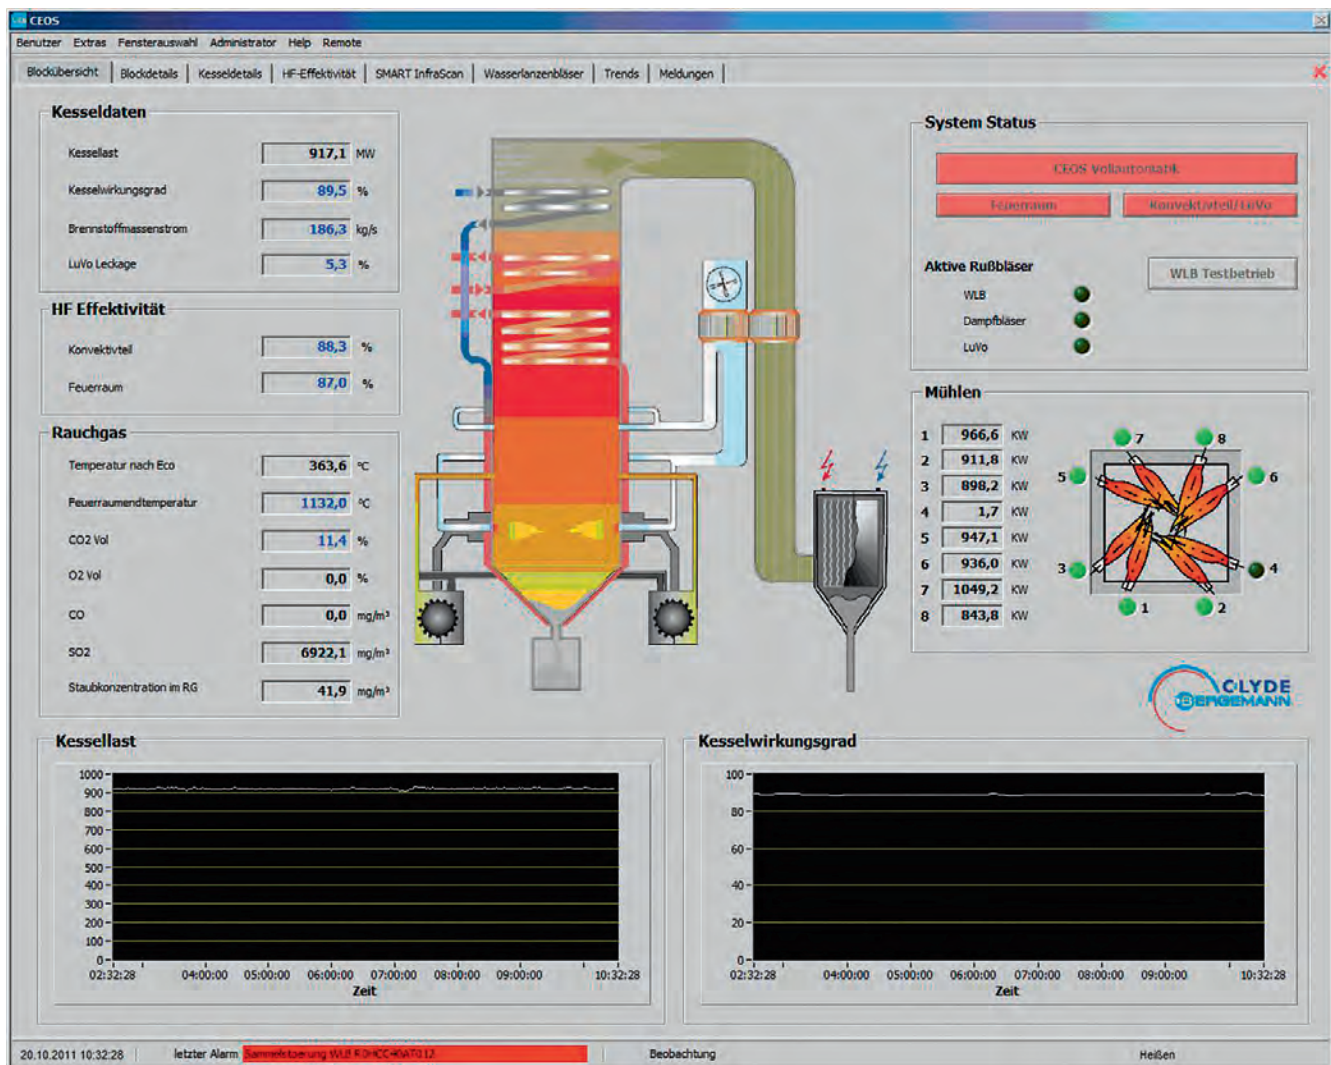 CEOS
Benutzer Extras Fensterauswahl Administrator Help Remote
Blockübersicht Blockdetails Kesseldetails HF-Effektivität SMART InfraScan Wasserlanzenbläser Trends Meldungen
Kesseldaten
Kessellast 917,1 MW
Kesselwirkungsgrad 89,5 %
Brennstoffmassenstrom 186,3 kg/s
LuVo Leckage 5,3 %
HF Effektivität
Konvektivteil 88,3 %
Feuerraum 87,0 %
Rauchgas
Temperatur nach Eco 363,6 °C
Feuerraumendtemperatur 1132,0 °C
CO2 Vol 11,4 %
O2 Vol 0,0 %
CO 0,0 mg/m³
SO2 6922,1 mg/m³
Staubkonzentration im RG 41,9 mg/m³
System Status
CEOS Vollautomatik
Feuerraum Konvektivteil/LuVo
Aktive Rußbläser
WLB Testbetrieb
WLB
Dampfbläser
LuVo
Mühlen
1 966,6 KW
2 911,8 KW
3 898,2 KW
4 1,7 KW
5 947,1 KW
6 936,0 KW
7 1049,2 KW
8 843,8 KW
7 8
5 6
3 4
1 2
CLYDE
BERGEMANN
Kessellast
1000
900
800
700
600
500
400
300
200
100
0
02:32:28 04:00:00 05:00:00 06:00:00 07:00:00 08:00:00 09:00:00 10:32:28
Zeit
Kesselwirkungsgrad
100
80
60
40
20
0
02:32:28 04:00:00 05:00:00 06:00:00 07:00:00 08:00:00 09:00:00 10:32:28
Zeit
20.10.2011 10:32:28 letzter Alarm Sammelstoerung WLB Beobachtung Heißen